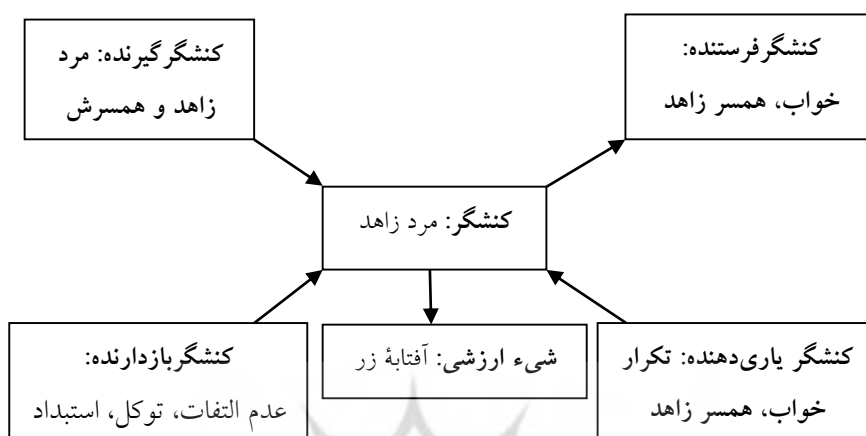 کنشگرفرستنده:
خواب، همسر زاهد
کنشگرگیرنده: مرد
زاهد و همسرش
کنشگر: مرد زاهد
کنشگر یاری‌دهنده: تکرار
خواب، همسر زاهد
شیء ارزشی: آفتابۀ زر
کنشگربازدارنده:
عدم التفات، توکل، استبداد